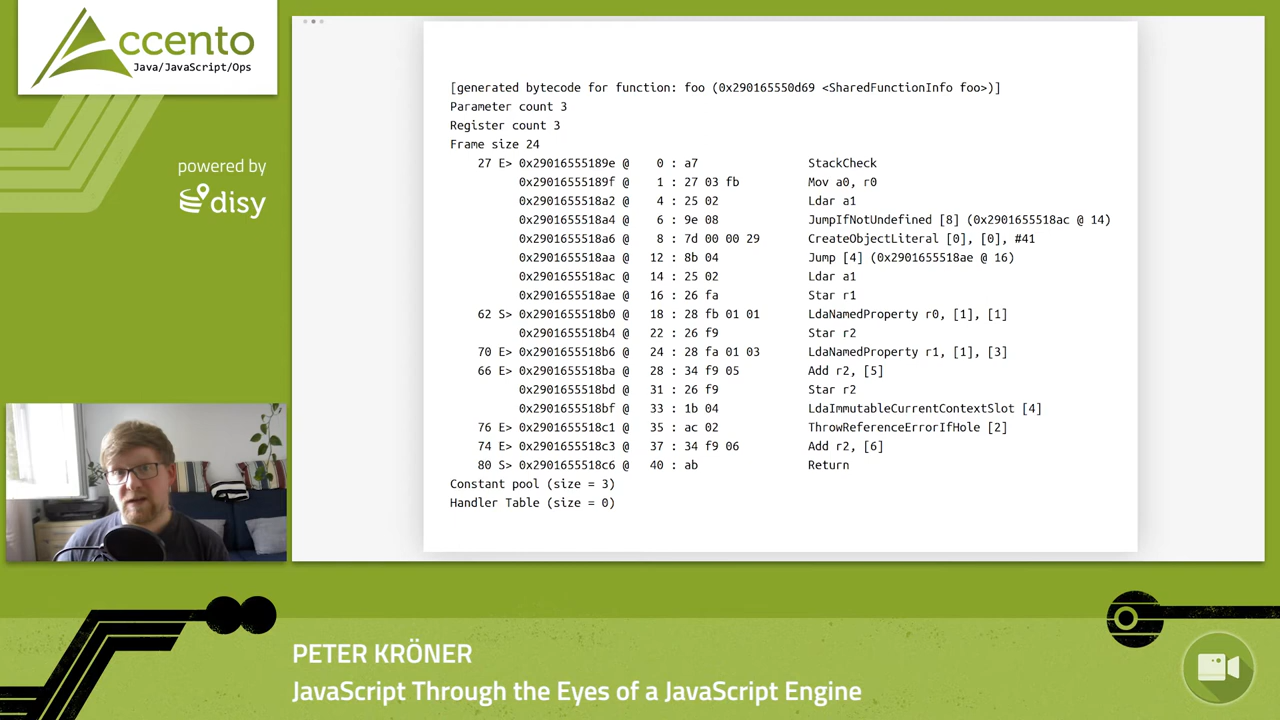 Accento
Java/JavaScript/Ops
powered by
disy
[generated bytecode for function: foo (0x290165550d69 <SharedFunctionInfo foo>)]
Parameter count 3
Register count 3
Frame size 24
27 E> 0x29016555189e @ 0 : a7 StackCheck
0x29016555189f @ 1 : 27 03 fb Mov a0, r0
0x2901655518a2 @ 4 : 25 02 Ldar a1
0x2901655518a4 @ 6 : 9e 08 JumpIfNotUndefined [8] (0x2901655518ac @ 14)
0x2901655518a6 @ 8 : 7d 00 00 29 CreateObjectLiteral [0], [0], #41
0x2901655518aa @ 12 : 8b 04 Jump [4] (0x2901655518ae @ 16)
0x2901655518ac @ 14 : 25 02 Ldar a1
0x2901655518ae @ 16 : 26 fa Star r1
62 S> 0x2901655518b0 @ 18 : 28 fb 01 01 LdaNamedProperty r0, [1], [1]
0x2901655518b4 @ 22 : 26 f9 Star r2
70 E> 0x2901655518b6 @ 24 : 28 fa 01 03 LdaNamedProperty r1, [1], [3]
66 E> 0x2901655518ba @ 28 : 34 f9 05 Add r2, [5]
0x2901655518bd @ 31 : 26 f9 Star r2
0x2901655518bf @ 33 : 1b 04 LdaImmutableCurrentContextSlot [4]
76 E> 0x2901655518c1 @ 35 : ac 02 ThrowReferenceErrorIfHole [2]
74 E> 0x2901655518c3 @ 37 : 34 f9 06 Add r2, [6]
80 S> 0x2901655518c6 @ 40 : ab Return
Constant pool (size = 3)
Handler Table (size = 0)
PETER KRÖNER
JavaScript Through the Eyes of a JavaScript Engine